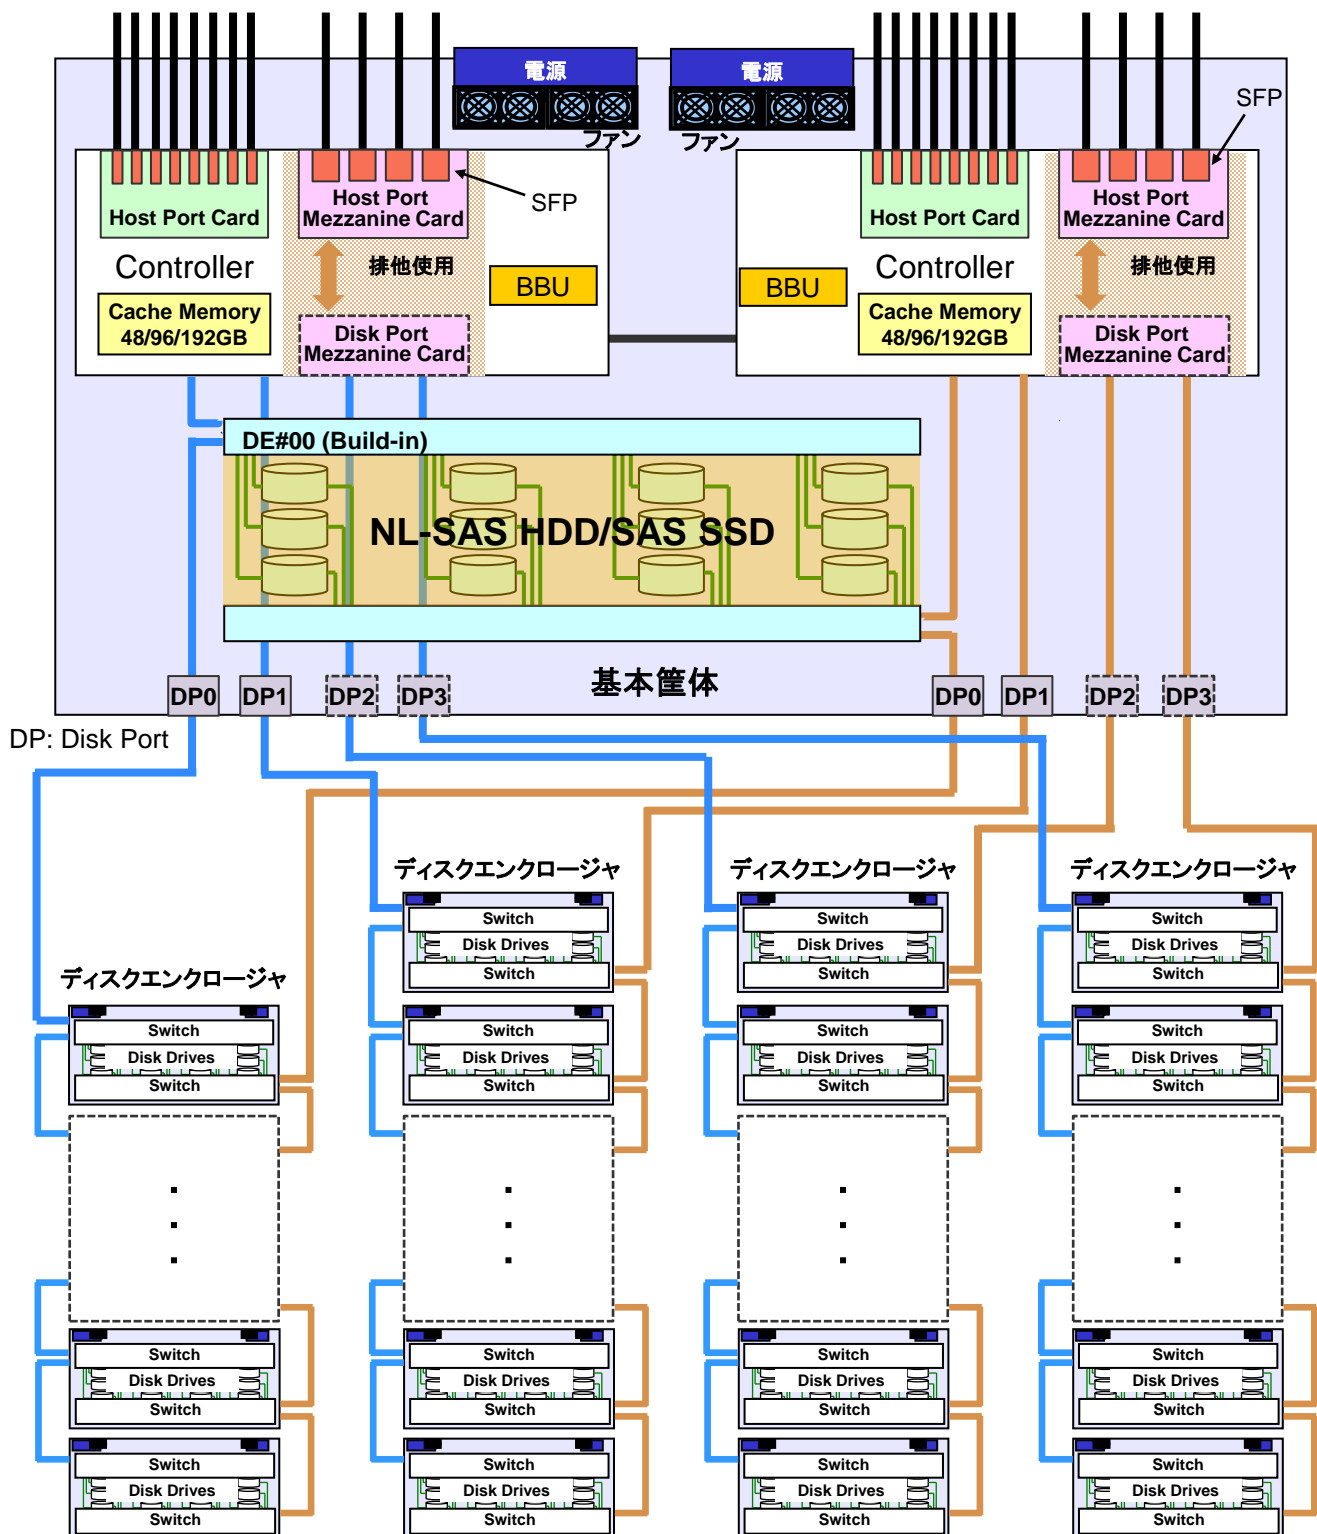 電源
電源
SFP
ファン
ファン
Host Port Card
Host Port
Mezzanine Card
SFP
Host Port Card
Host Port
Mezzanine Card
Controller
排他使用
BBU
BBU
Controller
排他使用
Cache Memory
48/96/192GB
Disk Port
Mezzanine Card
Cache Memory
48/96/192GB
Disk Port
Mezzanine Card
DE#00 (Build-in)
NL-SAS HDD/SAS SSD
基本筐体
DP0
DP1
DP2
DP3
DP0
DP1
DP2
DP3
DP: Disk Port
ディスクエンクロージャ
ディスクエンクロージャ
ディスクエンクロージャ
Switch
Switch
Switch
Disk Drives
Disk Drives
Disk Drives
Switch
Switch
Switch
ディスクエンクロージャ
Switch
Switch
Switch
Switch
Disk Drives
Disk Drives
Disk Drives
Disk Drives
Switch
Switch
Switch
Switch
Switch
Switch
Switch
Switch
Disk Drives
Disk Drives
Disk Drives
Disk Drives
Switch
Switch
Switch
Switch
Switch
Switch
Switch
Switch
Disk Drives
Disk Drives
Disk Drives
Disk Drives
Switch
Switch
Switch
Switch